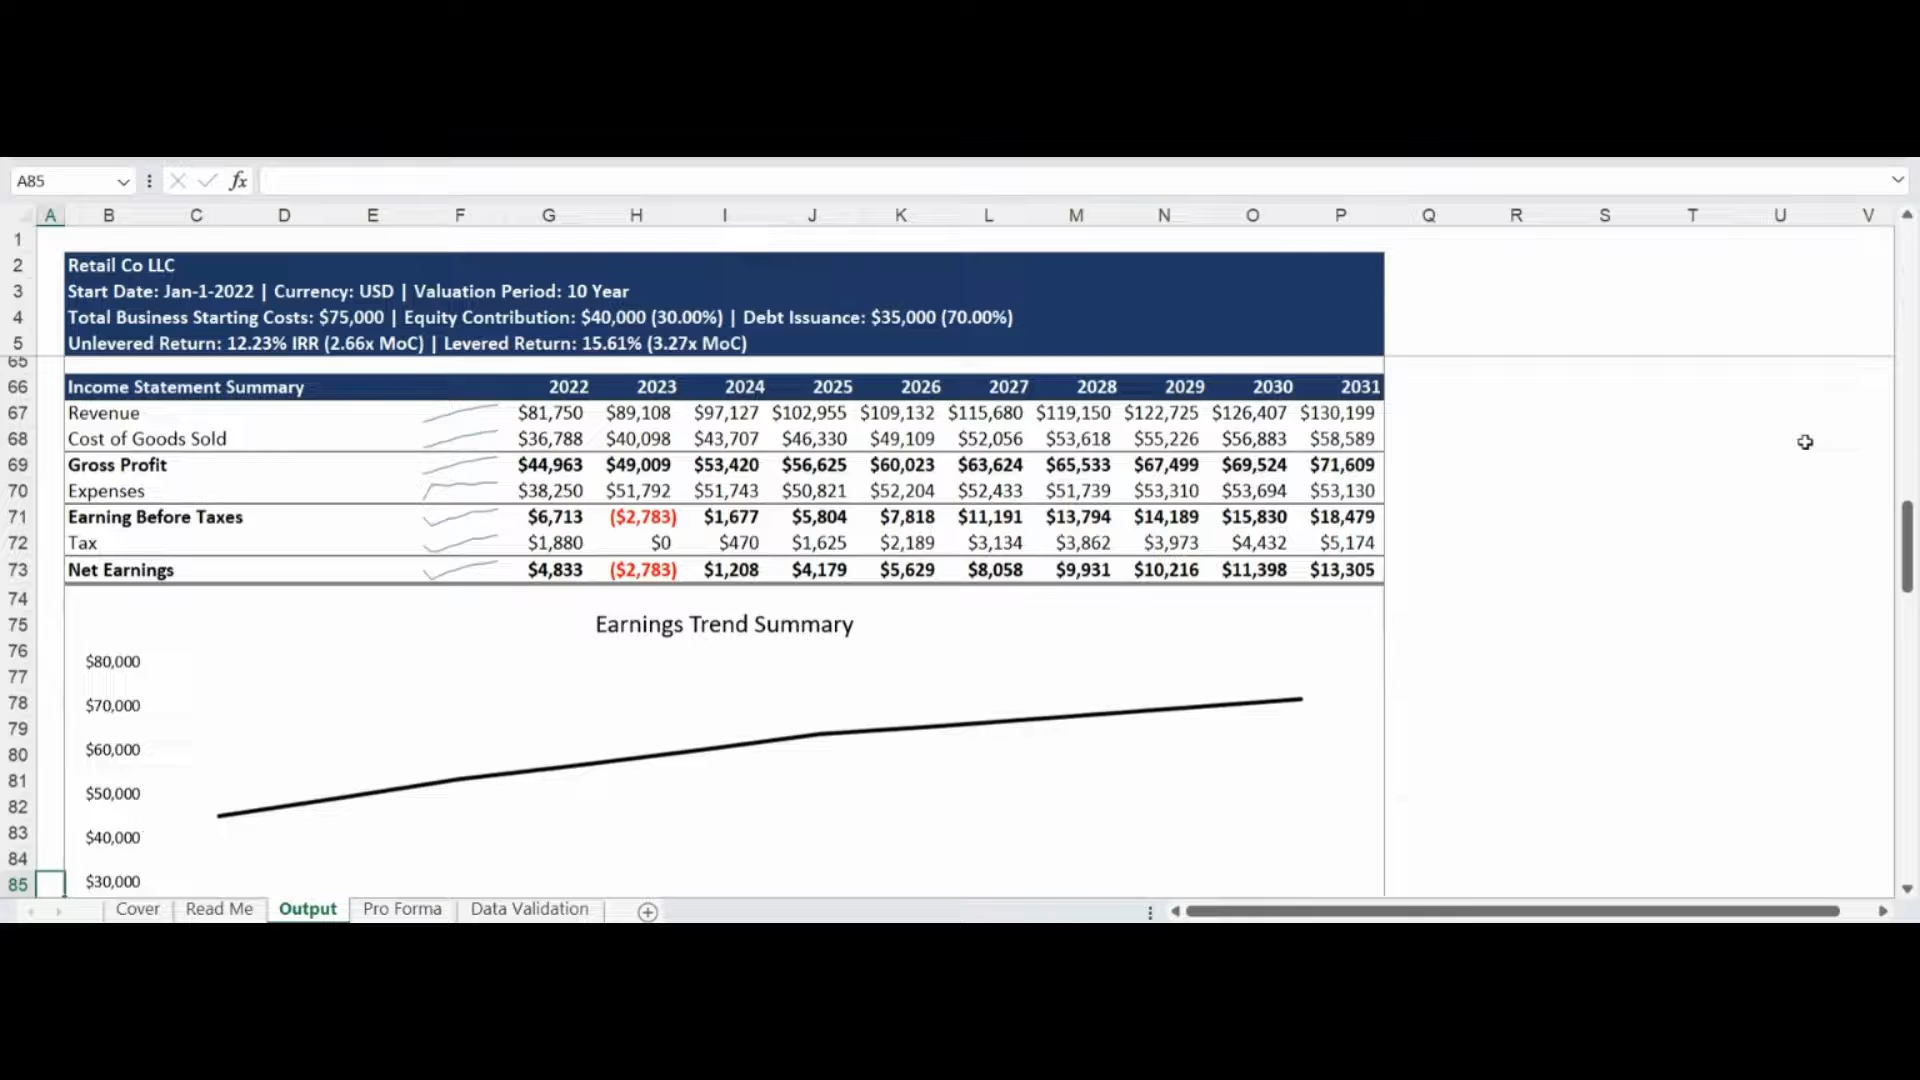 A85 fx
A B C D E F G H I J K L M N O P Q R S T U V
1
2 Retail Co LLC
3 Start Date: Jan-1-2022 | Currency: USD | Valuation Period: 10 Year
4 Total Business Starting Costs: $75,000 | Equity Contribution: $40,000 (30.00%) | Debt Issuance: $35,000 (70.00%)
5 Unlevered Return: 12.23% IRR (2.66x MoC) | Levered Return: 15.61% (3.27x MoC)
65
66 Income Statement Summary 2022 2023 2024 2025 2026 2027 2028 2029 2030 2031
67 Revenue $81,750 $89,108 $97,127 $102,955 $109,132 $115,680 $119,150 $122,725 $126,407 $130,199
68 Cost of Goods Sold $36,788 $40,098 $43,707 $46,330 $49,109 $52,056 $53,618 $55,226 $56,883 $58,589
69 Gross Profit $44,963 $49,009 $53,420 $56,625 $60,023 $63,624 $65,533 $67,499 $69,524 $71,609
70 Expenses $38,250 $51,792 $51,743 $50,821 $52,204 $52,433 $51,739 $53,310 $53,694 $53,130
71 Earning Before Taxes $6,713 ($2,783) $1,677 $5,804 $7,818 $11,191 $13,794 $14,189 $15,830 $18,479
72 Tax $1,880 $0 $470 $1,625 $2,189 $3,134 $3,862 $3,973 $4,432 $5,174
73 Net Earnings $4,833 ($2,783) $1,208 $4,179 $5,629 $8,058 $9,931 $10,216 $11,398 $13,305
74
75 Earnings Trend Summary
76 $80,000
77
78 $70,000
79
80 $60,000
81 $50,000
82
83 $40,000
84
85 $30,000
Cover Read Me Output Pro Forma Data Validation